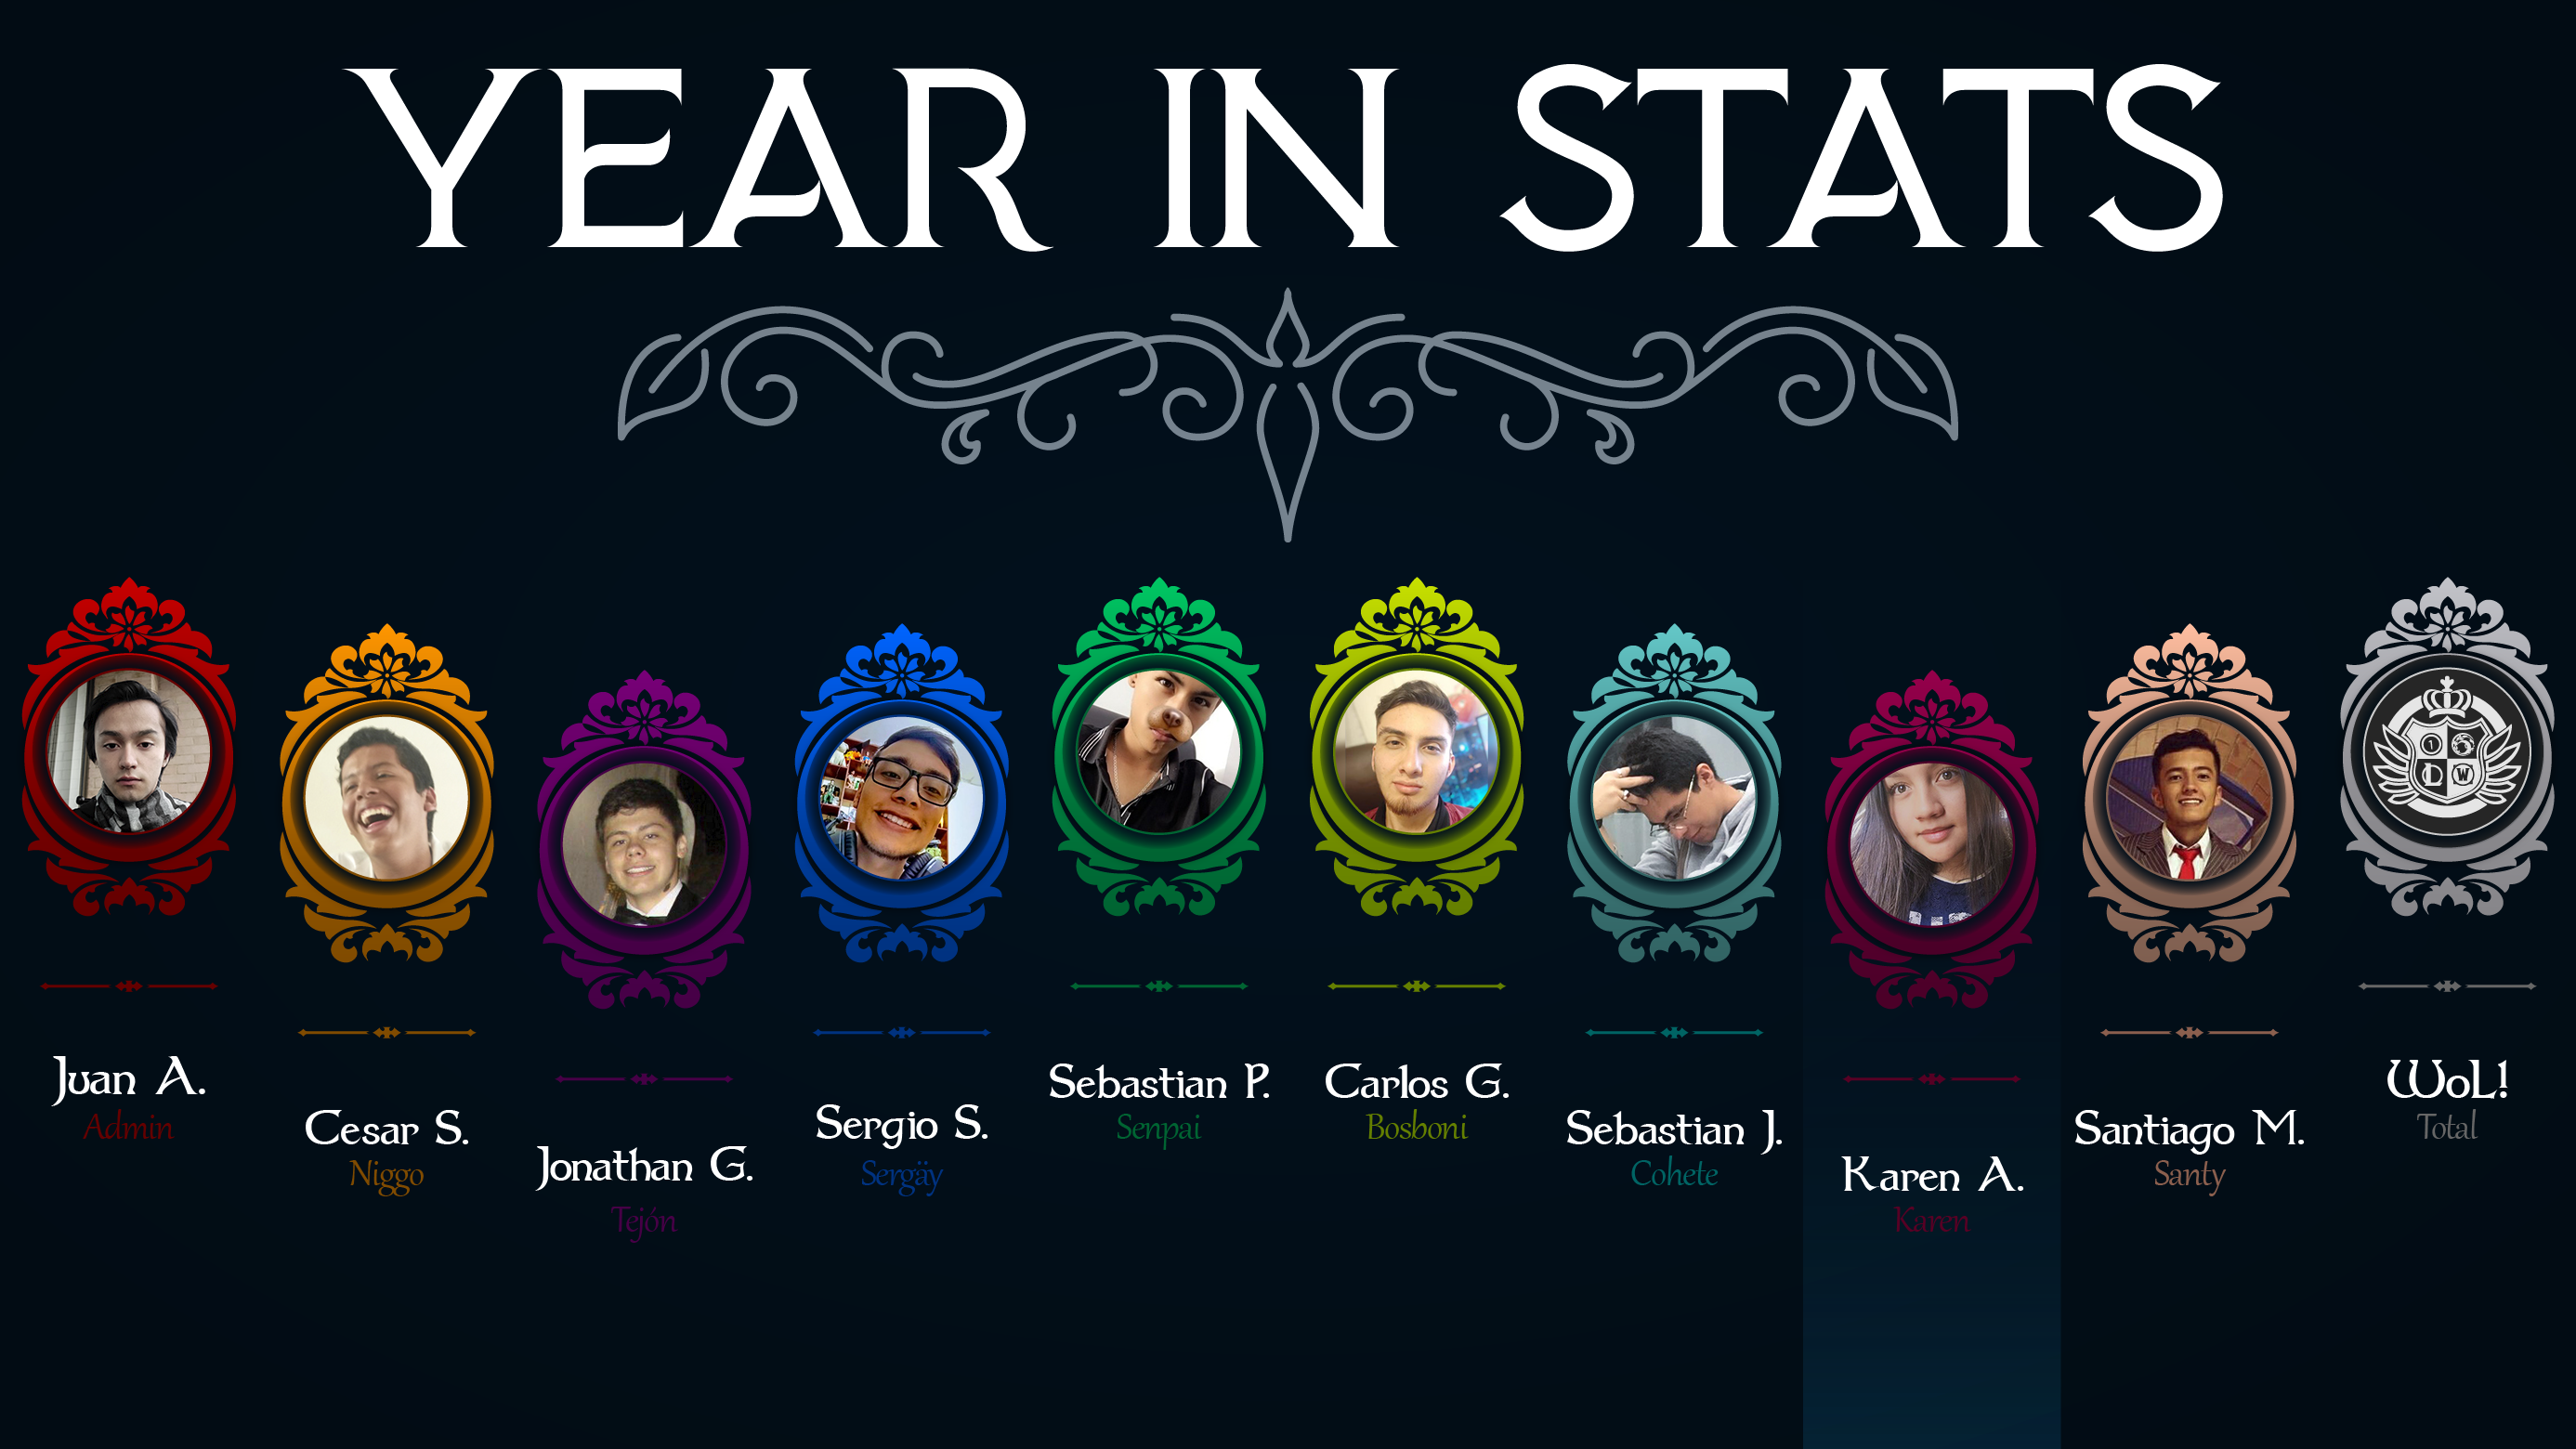 YEAR IN STATS
Juan A.
Admin
Cesar S.
Niggo
Jonathan G.
Tejón
Sergio S.
Sergäy
Sebastian P.
Senpai
Carlos G.
Bosboni
Sebastian J.
Cohete
Karen A.
Karen
Santiago M.
Santy
1
L W
WoL!
Total